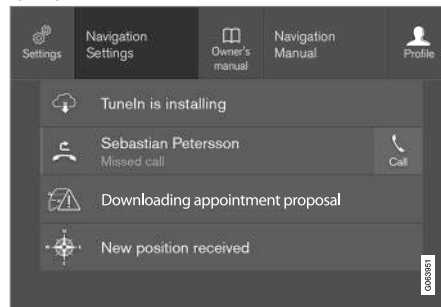 Settings
Navigation
Settings
Owner's
manual
Navigation
Manual
Profile
TuneIn is installing
Sebastian Petersson
Missed call
Call
Downloading appointment proposal
New position received
G063951